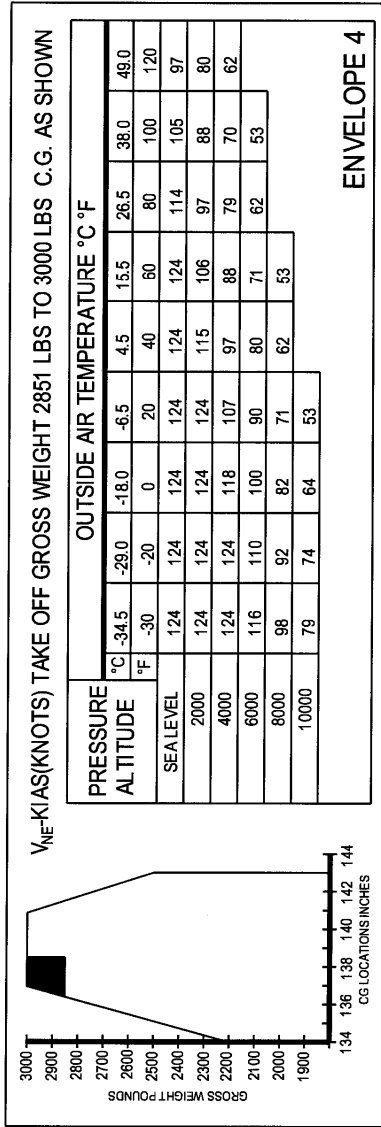 V_NE-KIAS(KNOTS) TAKE OFF GROSS WEIGHT 2851 LBS TO 3000 LBS C.G. AS SHOWN
GROSS WEIGHT POUNDS
3000
2900
2800
2700
2600
2500
2400
2300
2200
2100
2000
1900
134 136 138 140 142 144
CG LOCATIONS INCHES
PRESSURE ALTITUDE OUTSIDE AIR TEMPERATURE °C °F
°C -34.5 -29.0 -18.0 -6.5 4.5 15.5 26.5 38.0 49.0
°F -30 -20 0 20 40 60 80 100 120
SEA LEVEL 124 124 124 124 124 124 114 105 97
2000 124 124 124 124 115 106 97 88 80
4000 124 124 118 107 97 88 79 70 62
6000 116 110 100 90 80 71 62 53
8000 98 92 82 71 62 53
10000 79 74 64 53
ENVELOPE 4